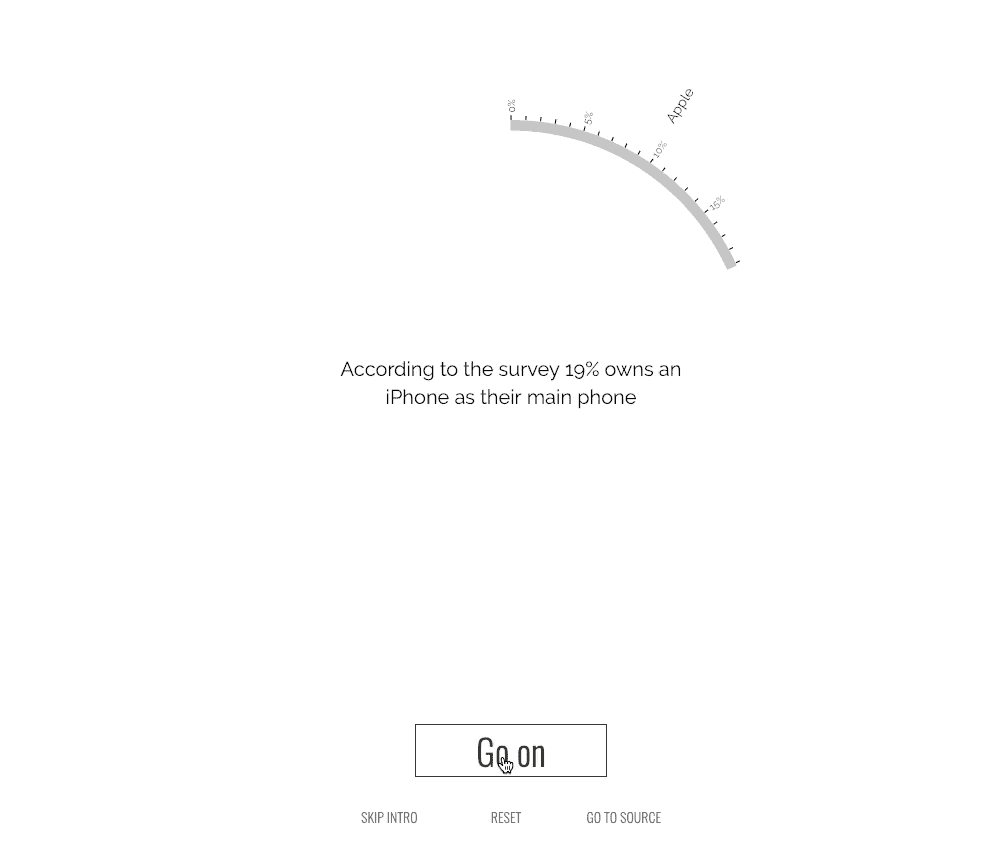 Apple
0%
5%
10%
15%
According to the survey 19% owns an
iPhone as their main phone
Go on
SKIP INTRO
RESET
GO TO SOURCE